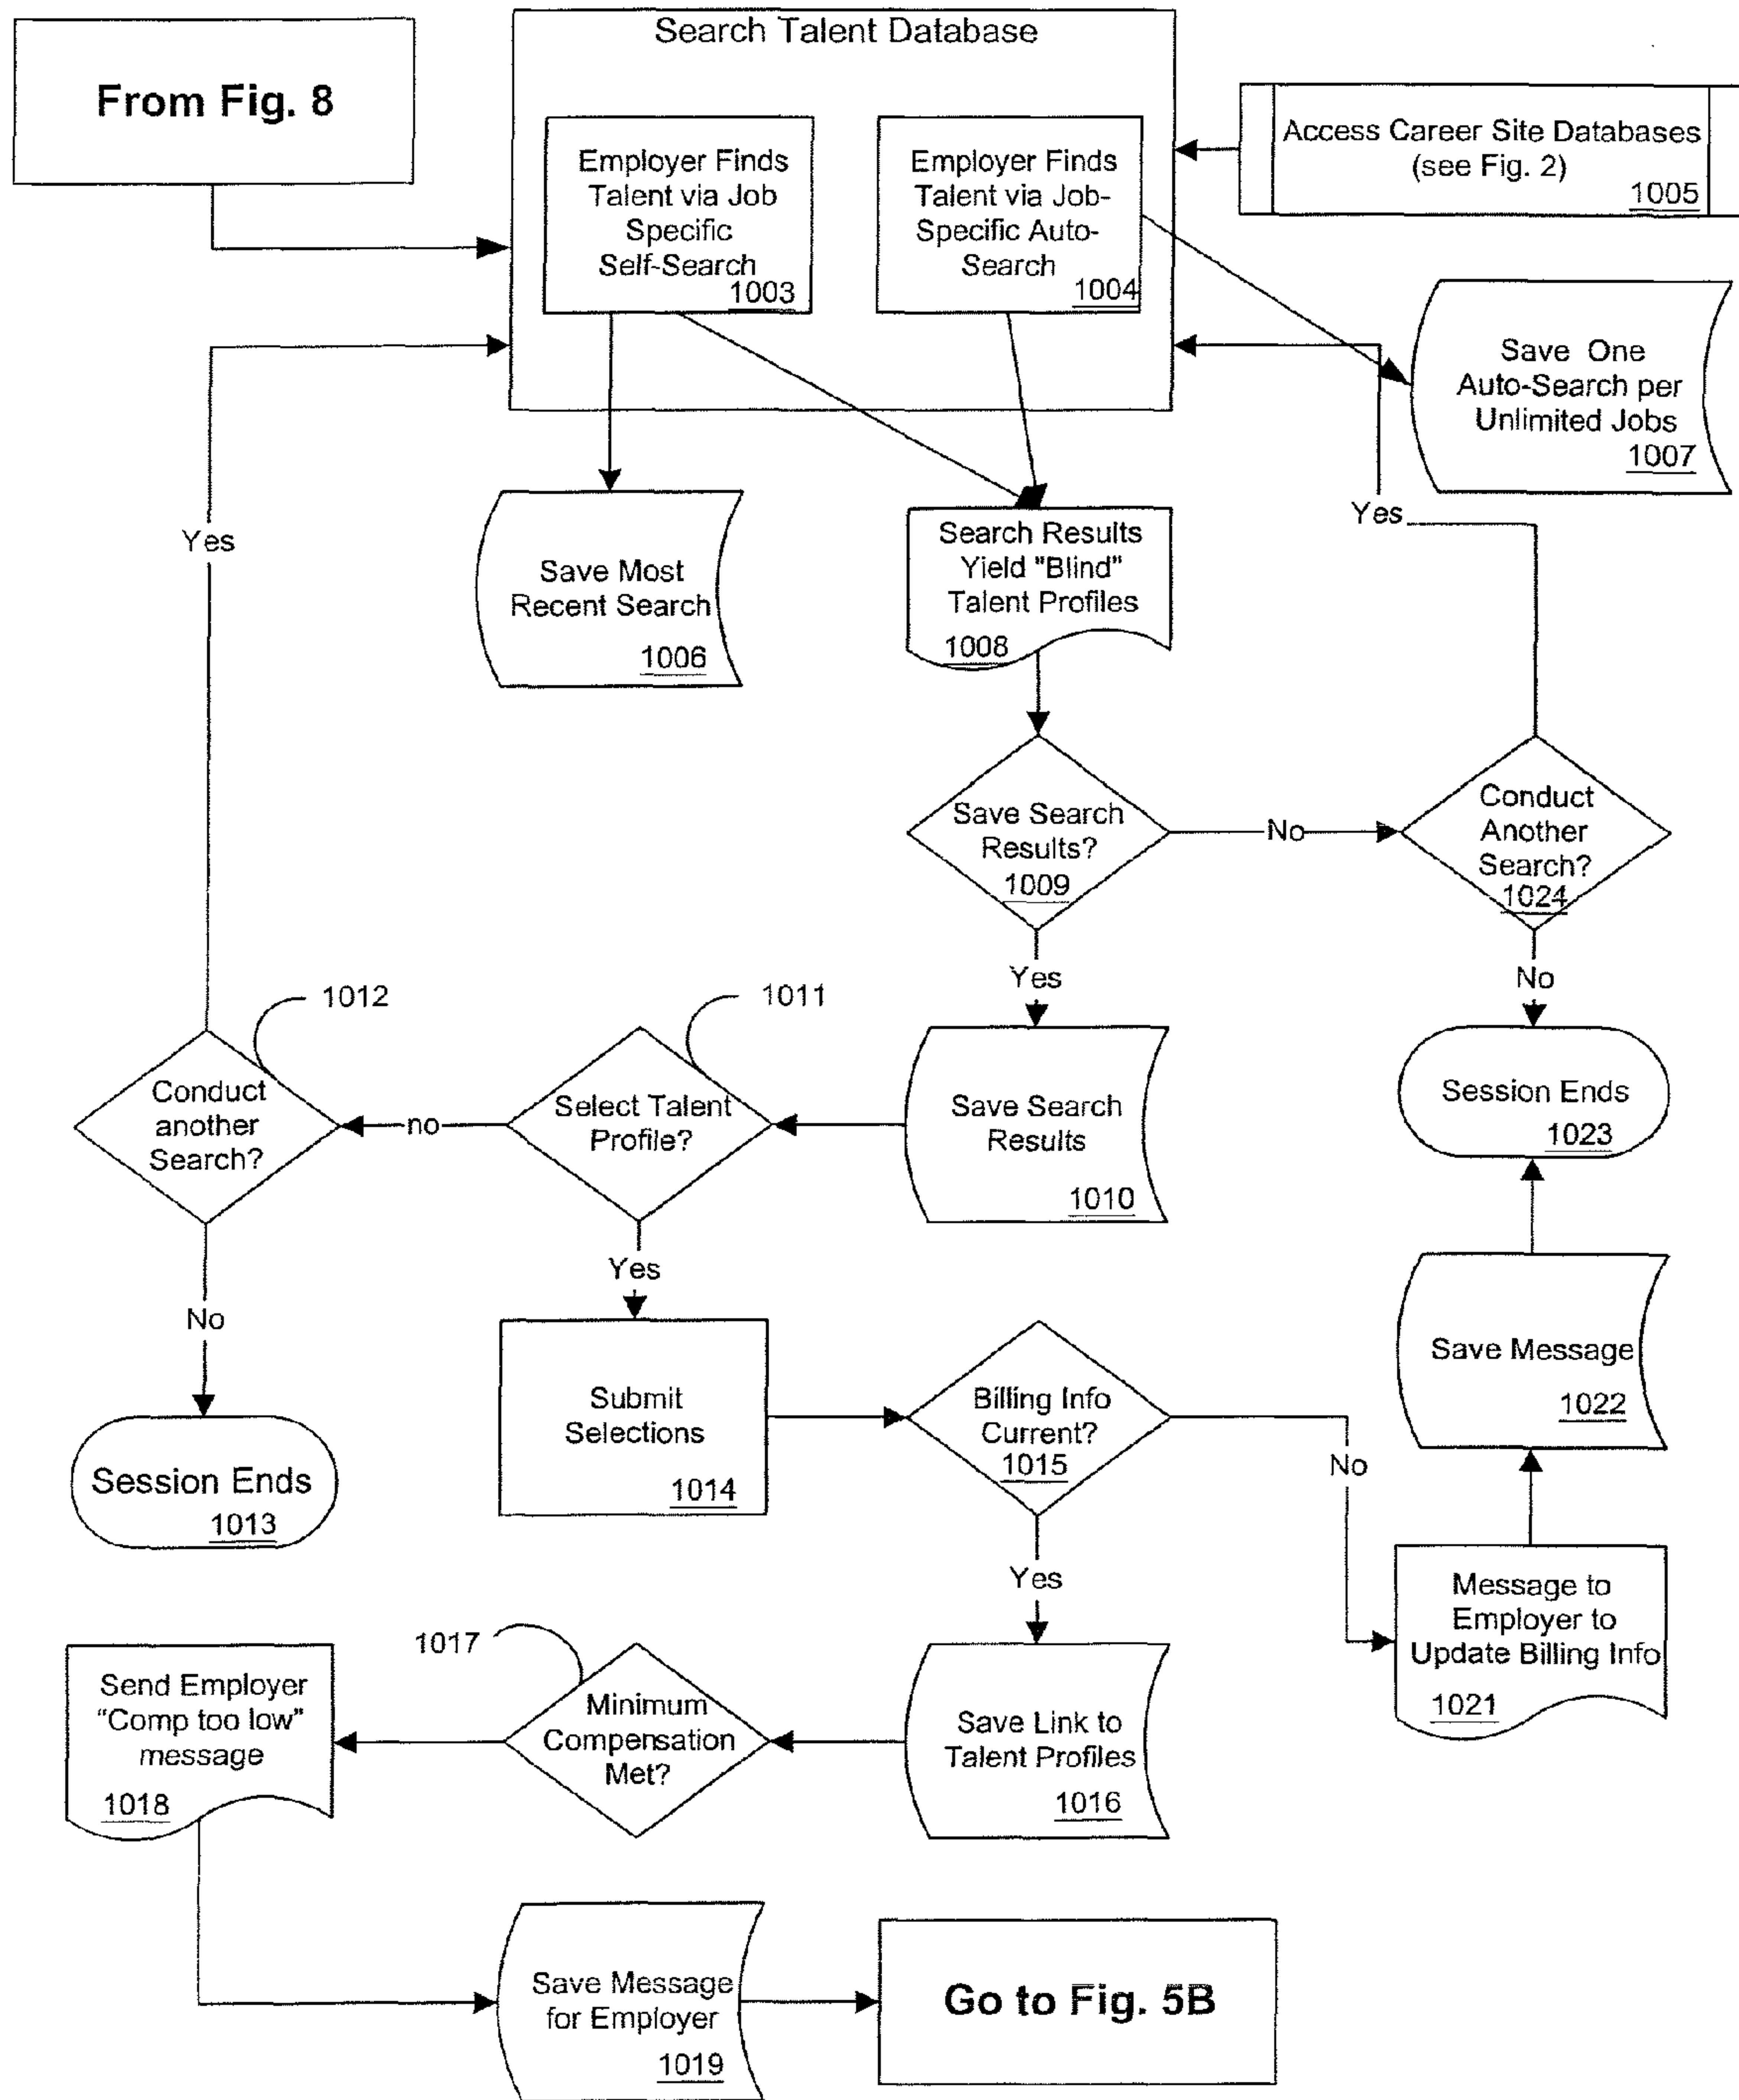 From Fig. 8
Search Talent Database
Employer Finds
Talent via Job
Specific
Self-Search
1003
Employer Finds
Talent via Job-
Specific Auto-
Search
1004
Access Career Site Databases
(see Fig. 2)
1005
Save One
Auto-Search per
Unlimited Jobs
1007
Yes
Yes
Save Most
Recent Search
1006
Search Results
Yield "Blind"
Talent Profiles
1008
Save Search
Results?
1009
No
Conduct
Another
Search?
1024
Yes
No
1012
1011
Conduct
another
Search?
no
Select Talent
Profile?
Save Search
Results
1010
Session Ends
1023
Yes
No
Submit
Selections
1014
Billing Info
Current?
1015
Save Message
1022
No
Session Ends
1013
Yes
Message to
Employer to
Update Billing Info
1021
1017
Send Employer
“Comp too low”
message
1018
Minimum
Compensation
Met?
Save Link to
Talent Profiles
1016
Save Message
for Employer
1019
Go to Fig. 5B